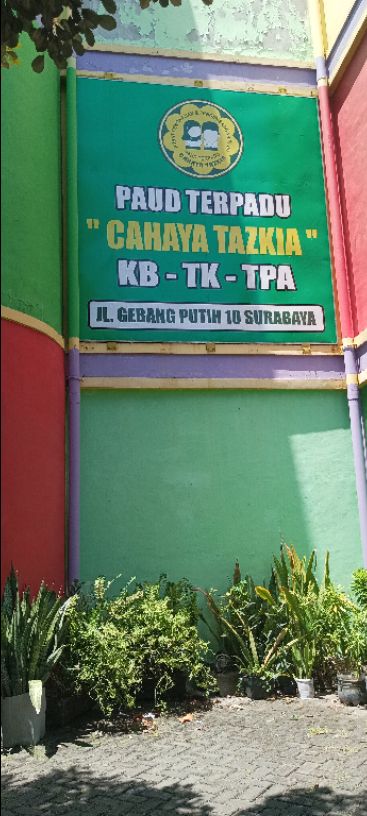 PAUD TERPADU
" CAHAYA TAZKIA "
KB - TK - TPA
JL. GEBANG PUTIH 10 SURABAYA